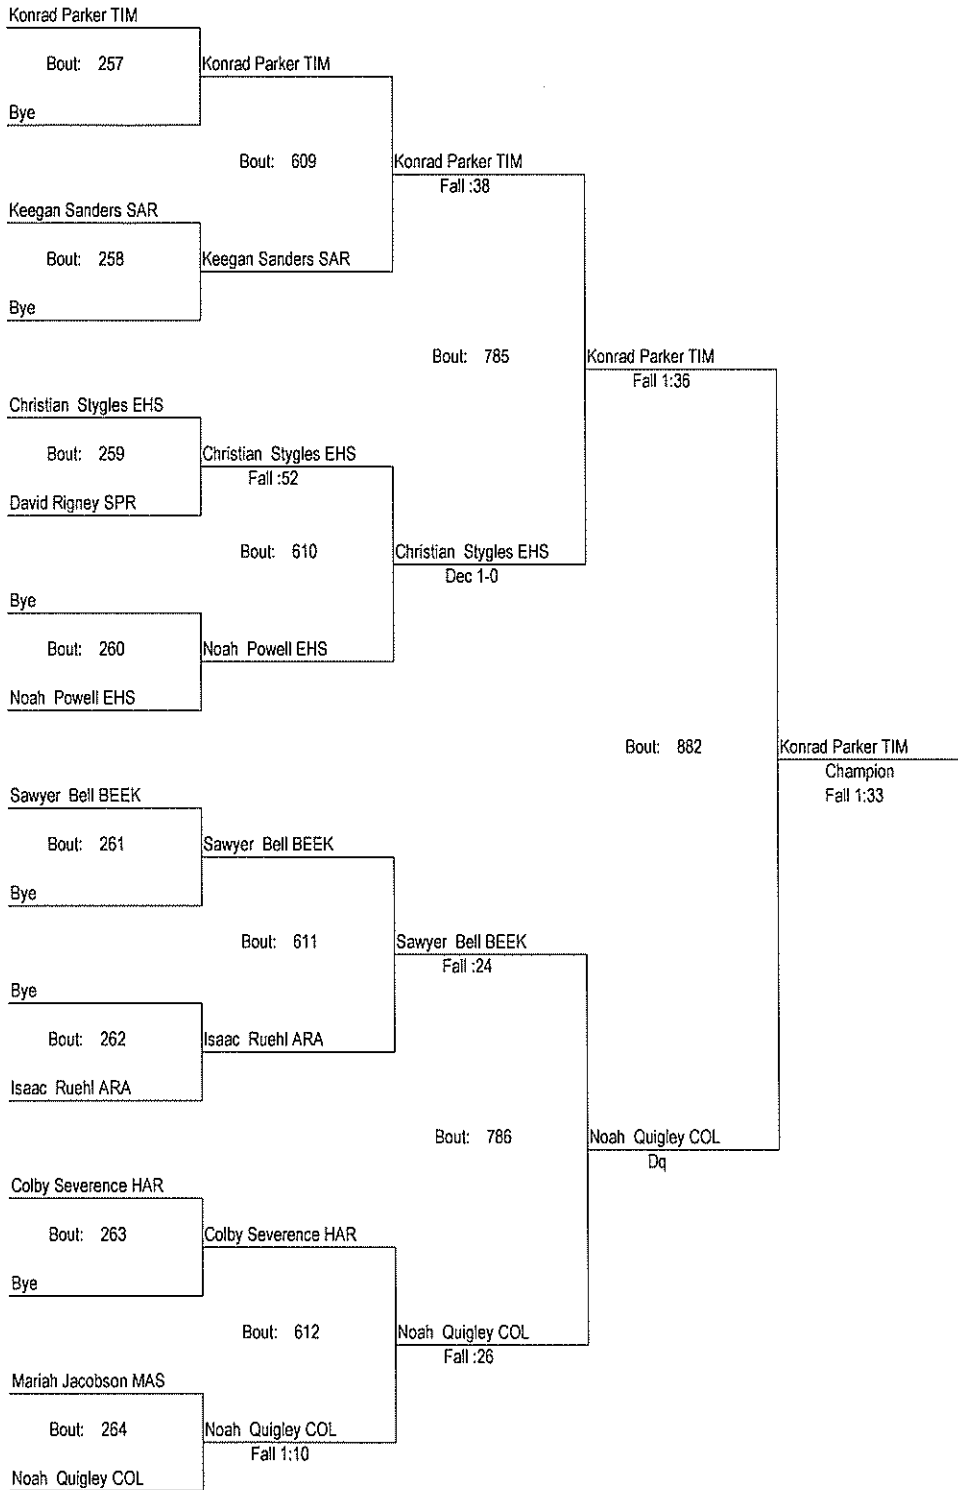 Konrad Parker TIM
Bout: 257
Konrad Parker TIM
Bye
Bout: 609
Konrad Parker TIM
Fall :38
Keegan Sanders SAR
Bout: 258
Keegan Sanders SAR
Bye
Bout: 785
Konrad Parker TIM
Fall 1:36
Christian Stygles EHS
Bout: 259
Christian Stygles EHS
Fall :52
David Rigney SPR
Bout: 610
Christian Stygles EHS
Dec 1-0
Bye
Bout: 260
Noah Powell EHS
Noah Powell EHS
Bout: 882
Konrad Parker TIM
Champion
Fall 1:33
Sawyer Bell BEEK
Bout: 261
Sawyer Bell BEEK
Bye
Bout: 611
Sawyer Bell BEEK
Fall :24
Bye
Bout: 262
Isaac Ruehl ARA
Isaac Ruehl ARA
Bout: 786
Noah Quigley COL
Dq
Colby Severence HAR
Bout: 263
Colby Severence HAR
Bye
Bout: 612
Noah Quigley COL
Fall :26
Mariah Jacobson MAS
Bout: 264
Noah Quigley COL
Fall 1:10
Noah Quigley COL